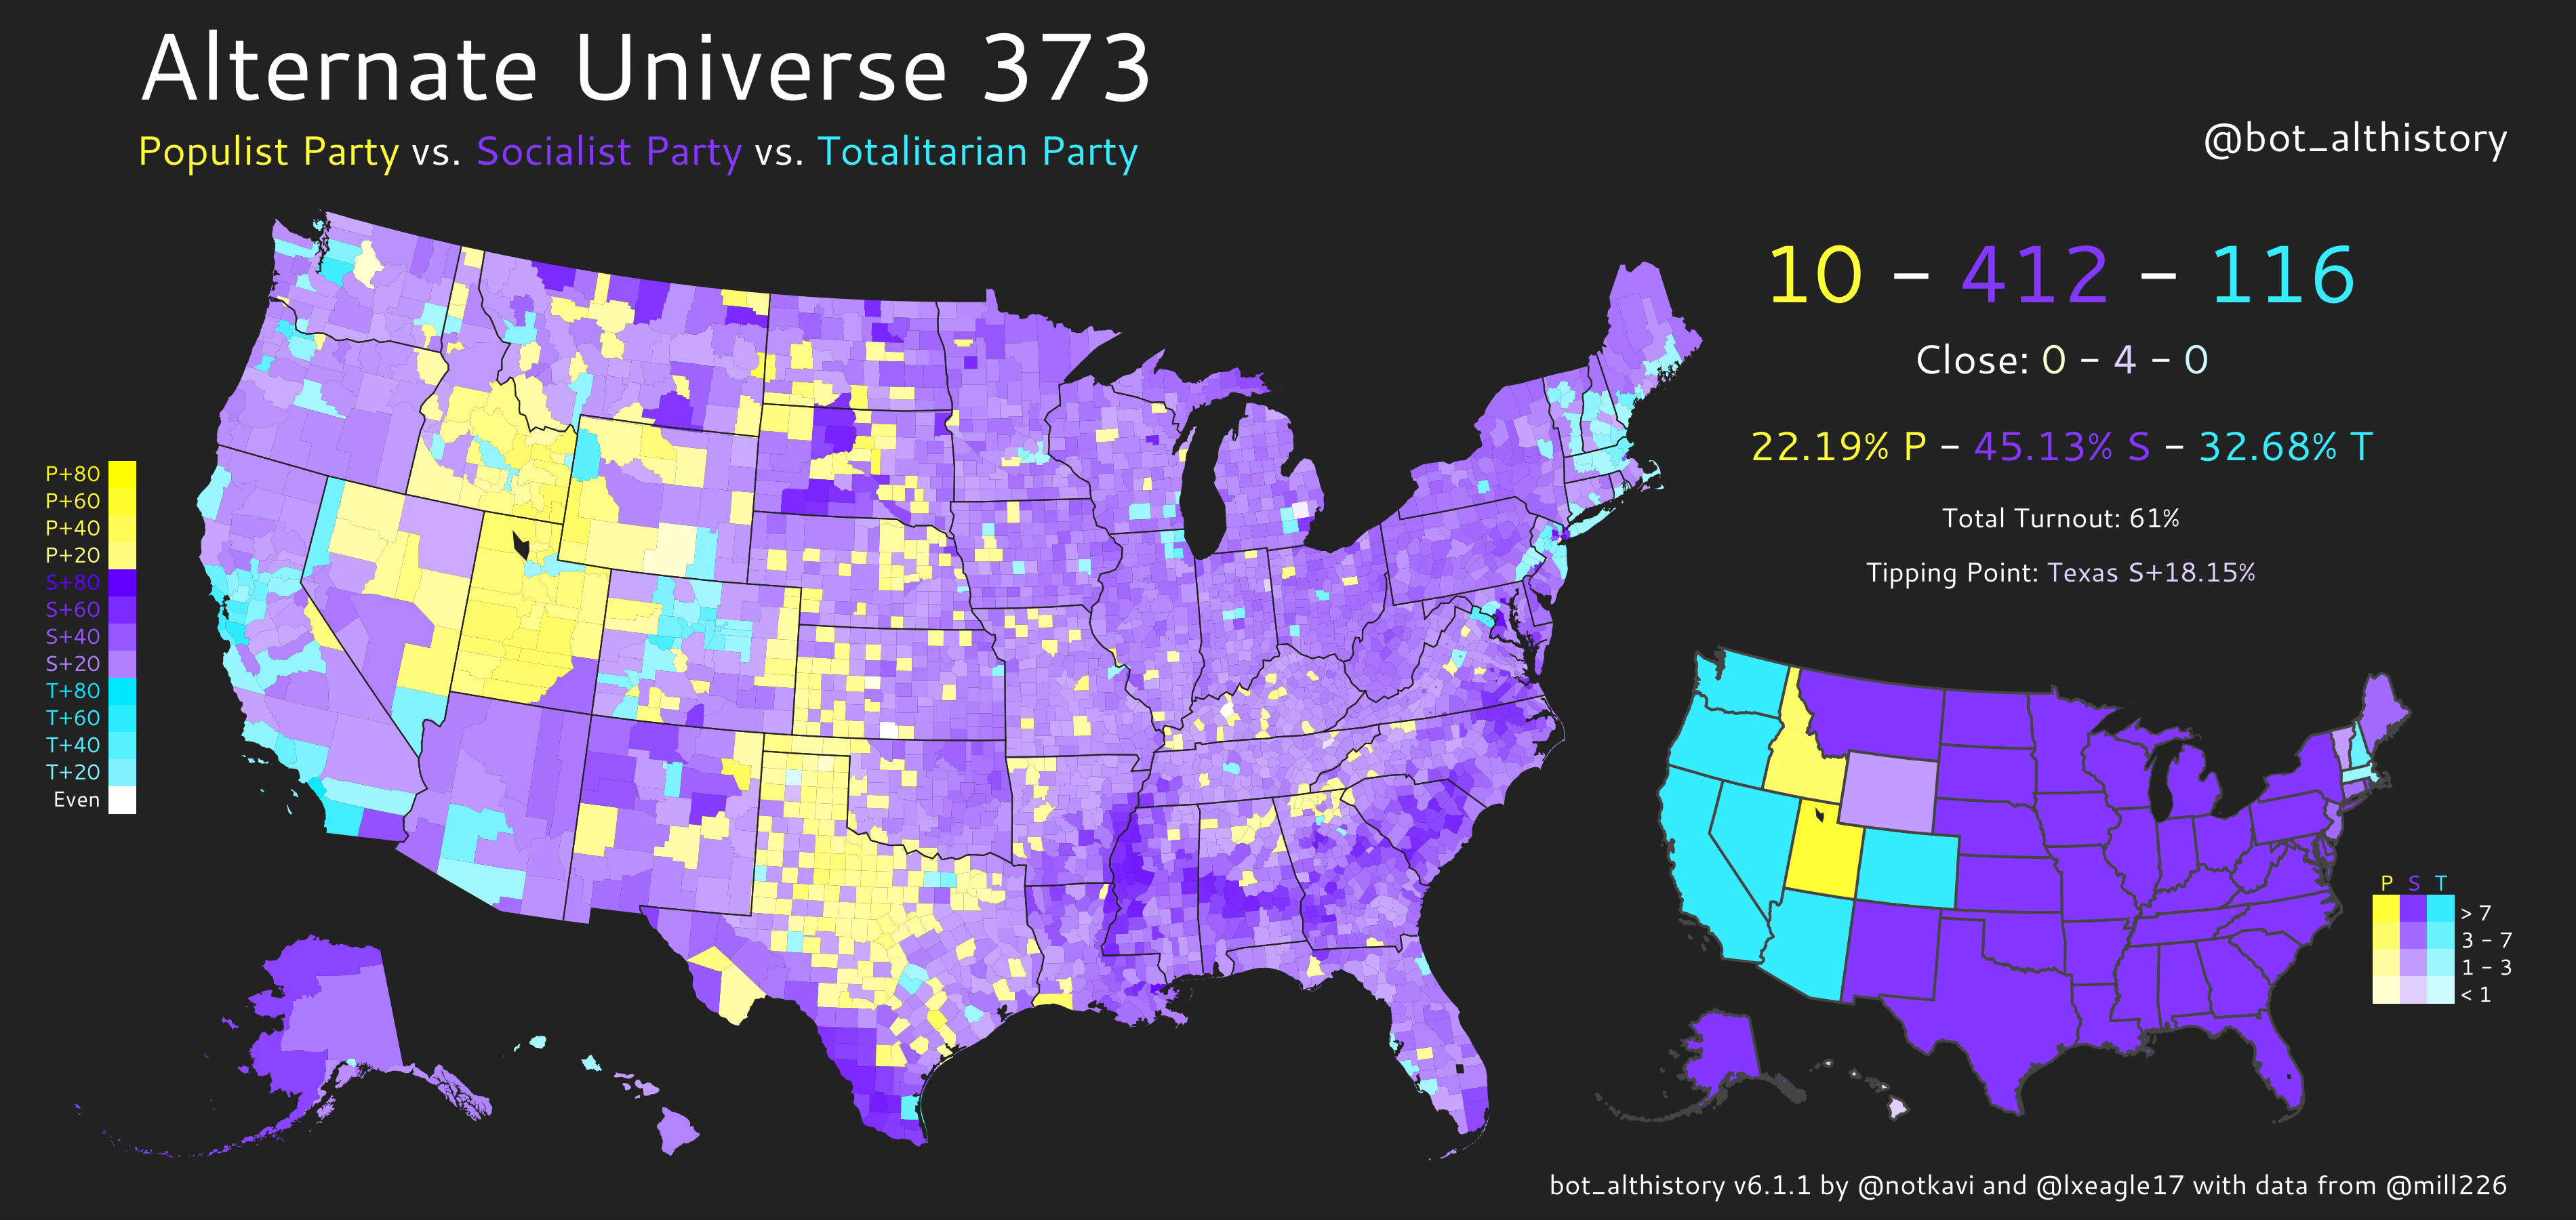 Alternate Universe 373
Populist Party vs. Socialist Party vs. Totalitarian Party
@bot_althistory
10 – 412 – 116
Close: 0 – 4 – 0
22.19% P – 45.13% S – 32.68% T
Total Turnout: 61%
Tipping Point: Texas S+18.15%
P+80
P+60
P+40
P+20
S+80
S+60
S+40
S+20
T+80
T+60
T+40
T+20
Even
P S T
> 7
3 – 7
1 – 3
< 1
bot_althistory v6.1.1 by @notkavi and @lxeagle17 with data from @mill226